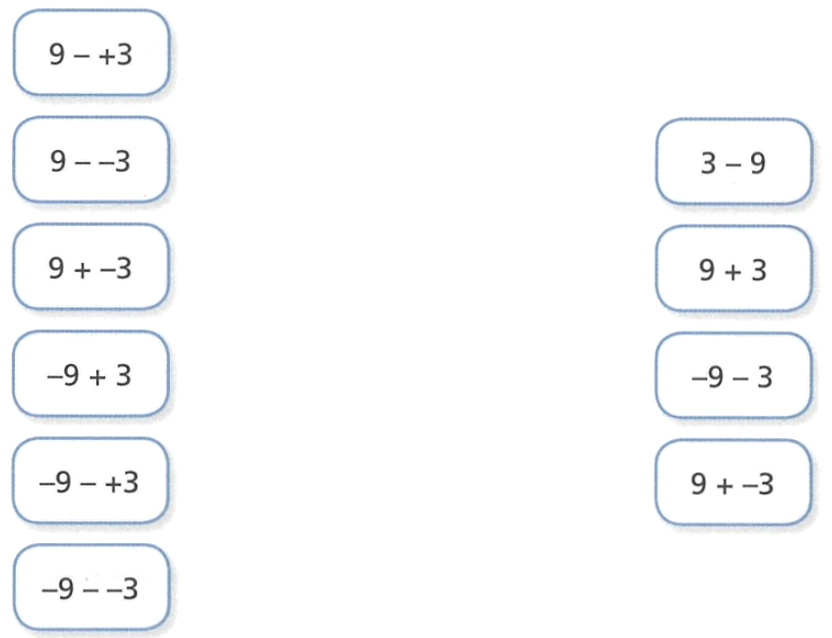 9 – +3
9 – –3
9 + –3
–9 + 3
–9 – +3
–9 – –3
3 – 9
9 + 3
–9 – 3
9 + –3